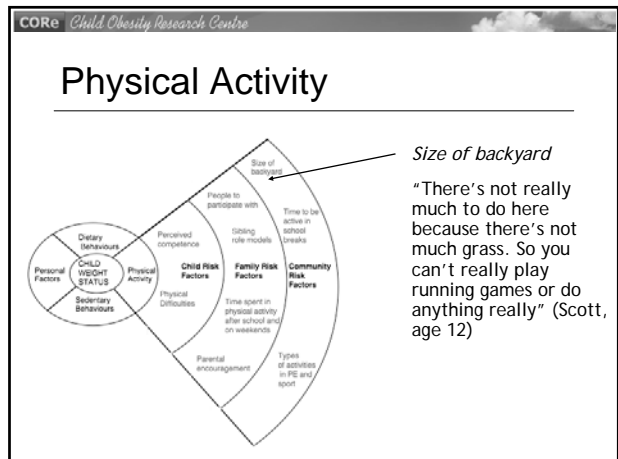 CORe Child Obesity Research Centre
Physical Activity
Size of
backyard
People to
participate with
Time to be
active in
school
breaks
Sibling
role models
Perceived
competence
Dietary
Behaviours
Personal
Factors
CHILD
WEIGHT
STATUS
Physical
Activity
Sedentary
Behaviours
Child Risk
Factors
Family Risk
Factors
Community
Risk
Factors
Physical
Difficulties
Time spent in
physical activity
after school and
on weekends
Parental
encouragement
Types
of activities
in PE and
sport
Size of backyard
“There’s not really
much to do here
because there’s not
much grass. So you
can’t really play
running games or do
anything really” (Scott,
age 12)